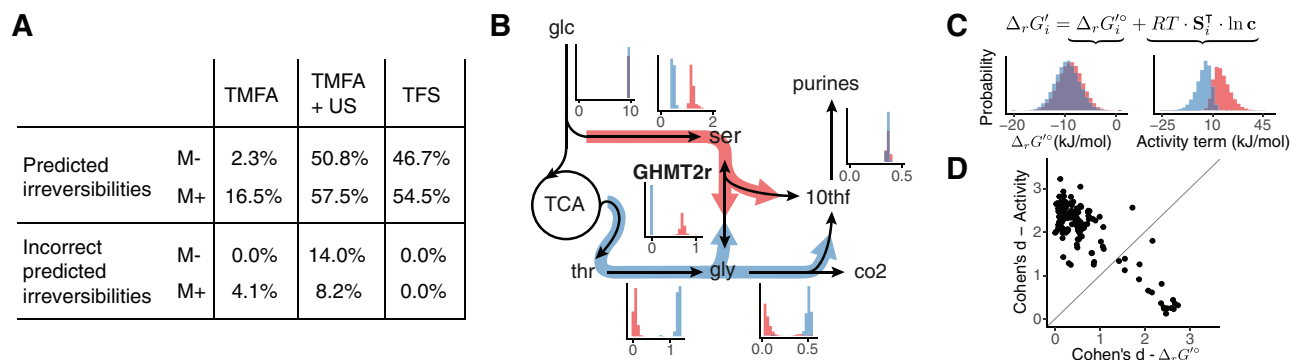 A
TMFA
TMFA + US
TFS
Predicted irreversibilities
M- 2.3% 50.8% 46.7%
M+ 16.5% 57.5% 54.5%
Incorrect predicted irreversibilities
M- 0.0% 14.0% 0.0%
M+ 4.1% 8.2% 0.0%
B
glc
0 10
0 2
ser
purines
0.0 0.5
GHMT2r
0 1
10thf
TCA
thr
gly
co2
0 1
0.0 0.5
C
ΔrG′i = ΔrG′°i + RT · Siᵀ · ln c
Probability
−20 −10 0
ΔrG′° (kJ/mol)
−25 10 45
Activity term (kJ/mol)
D
Cohen's d – Activity
3
2
1
0
0 1 2 3
Cohen's d - ΔrG′°